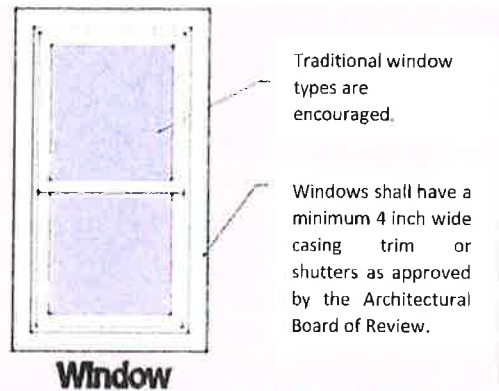 Traditional window
types are
encouraged.
Windows shall have a
minimum 4 inch wide
casing trim or
shutters as approved
by the Architectural
Board of Review.
Window